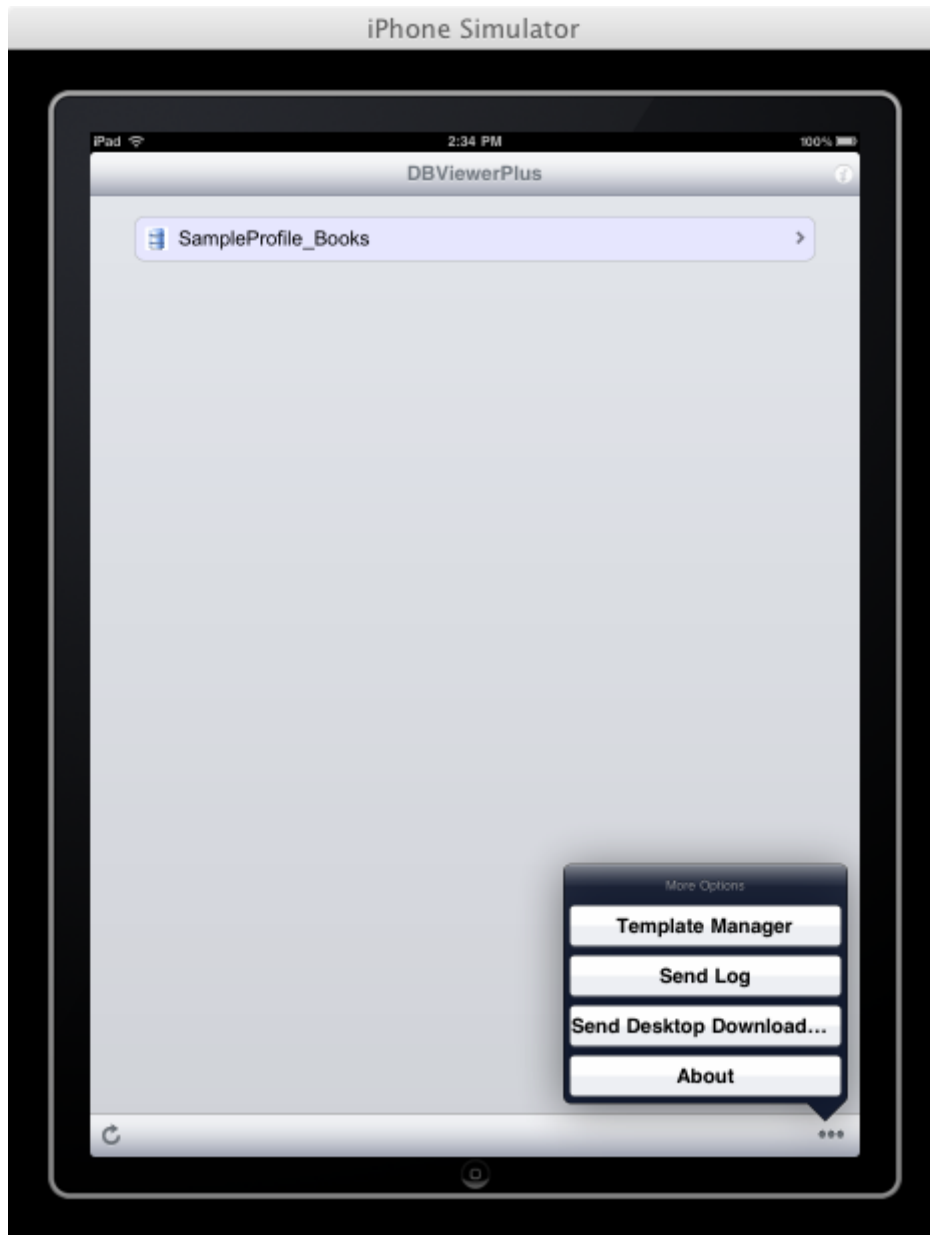 iPhone Simulator
iPad 2:34 PM 100%
DBViewerPlus
SampleProfile_Books
More Options
Template Manager
Send Log
Send Desktop Download...
About